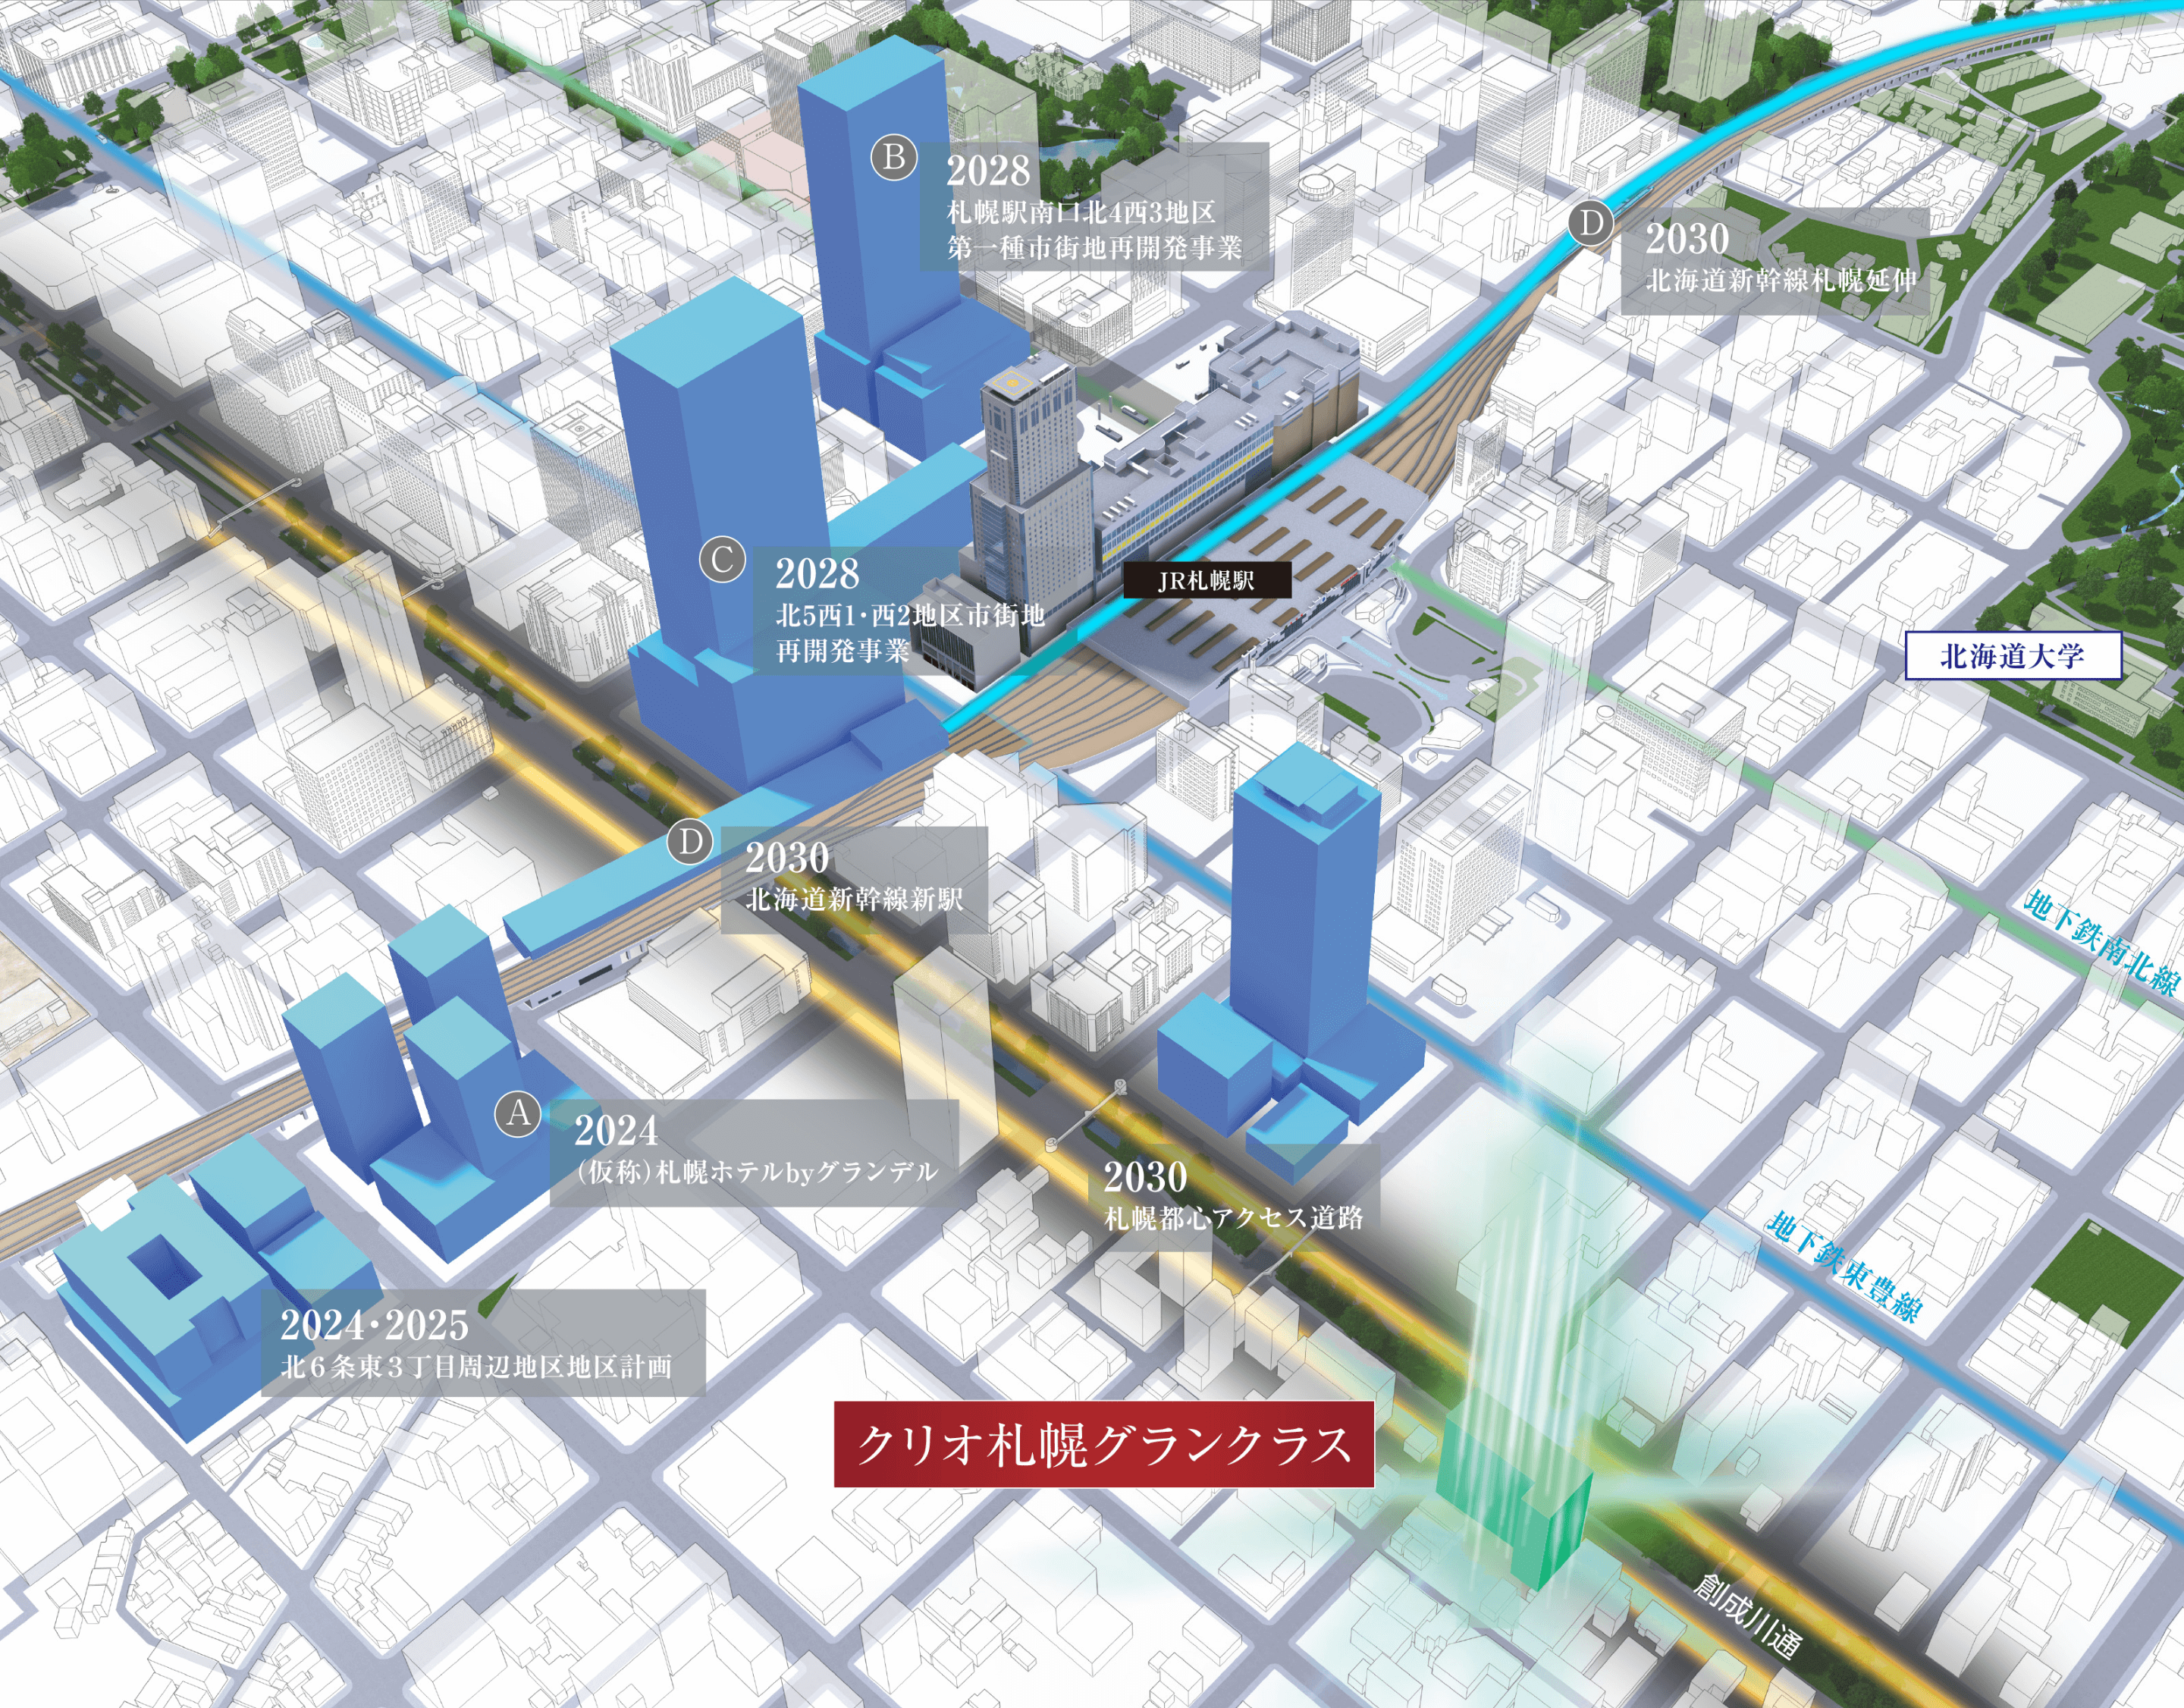 B
2028
札幌駅南口北4西3地区
第一種市街地再開発事業
D
2030
北海道新幹線札幌延伸
C
2028
北5西1・西2地区市街地
再開発事業
JR札幌駅
北海道大学
D
2030
北海道新幹線新駅
地下鉄南北線
A
2024
(仮称)札幌ホテルbyグランデル
2030
札幌都心アクセス道路
地下鉄東豊線
2024・2025
北6条東3丁目周辺地区地区計画
クリオ札幌グランクラス
創成川通